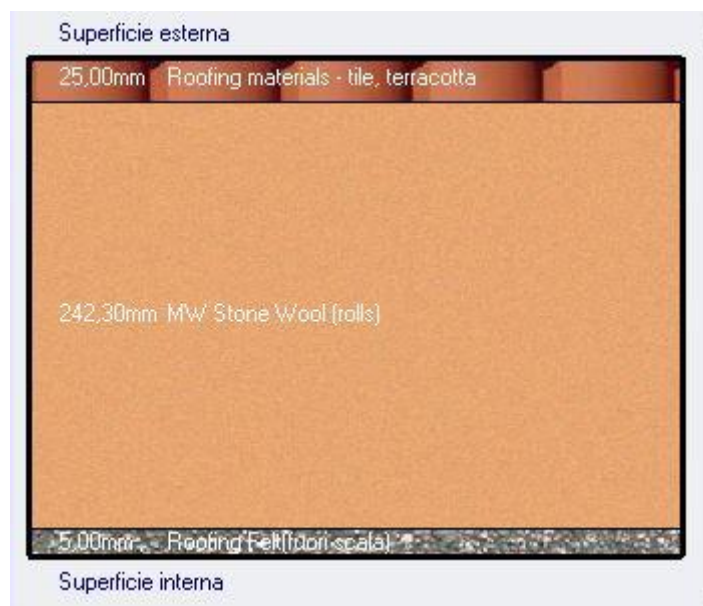 Superficie esterna
25,00mm Roofing materials - tile, terracotta
242,30mm MW Stone Wool (rolls)
5,00mm Roofing Felt(fuori scala)
Superficie interna